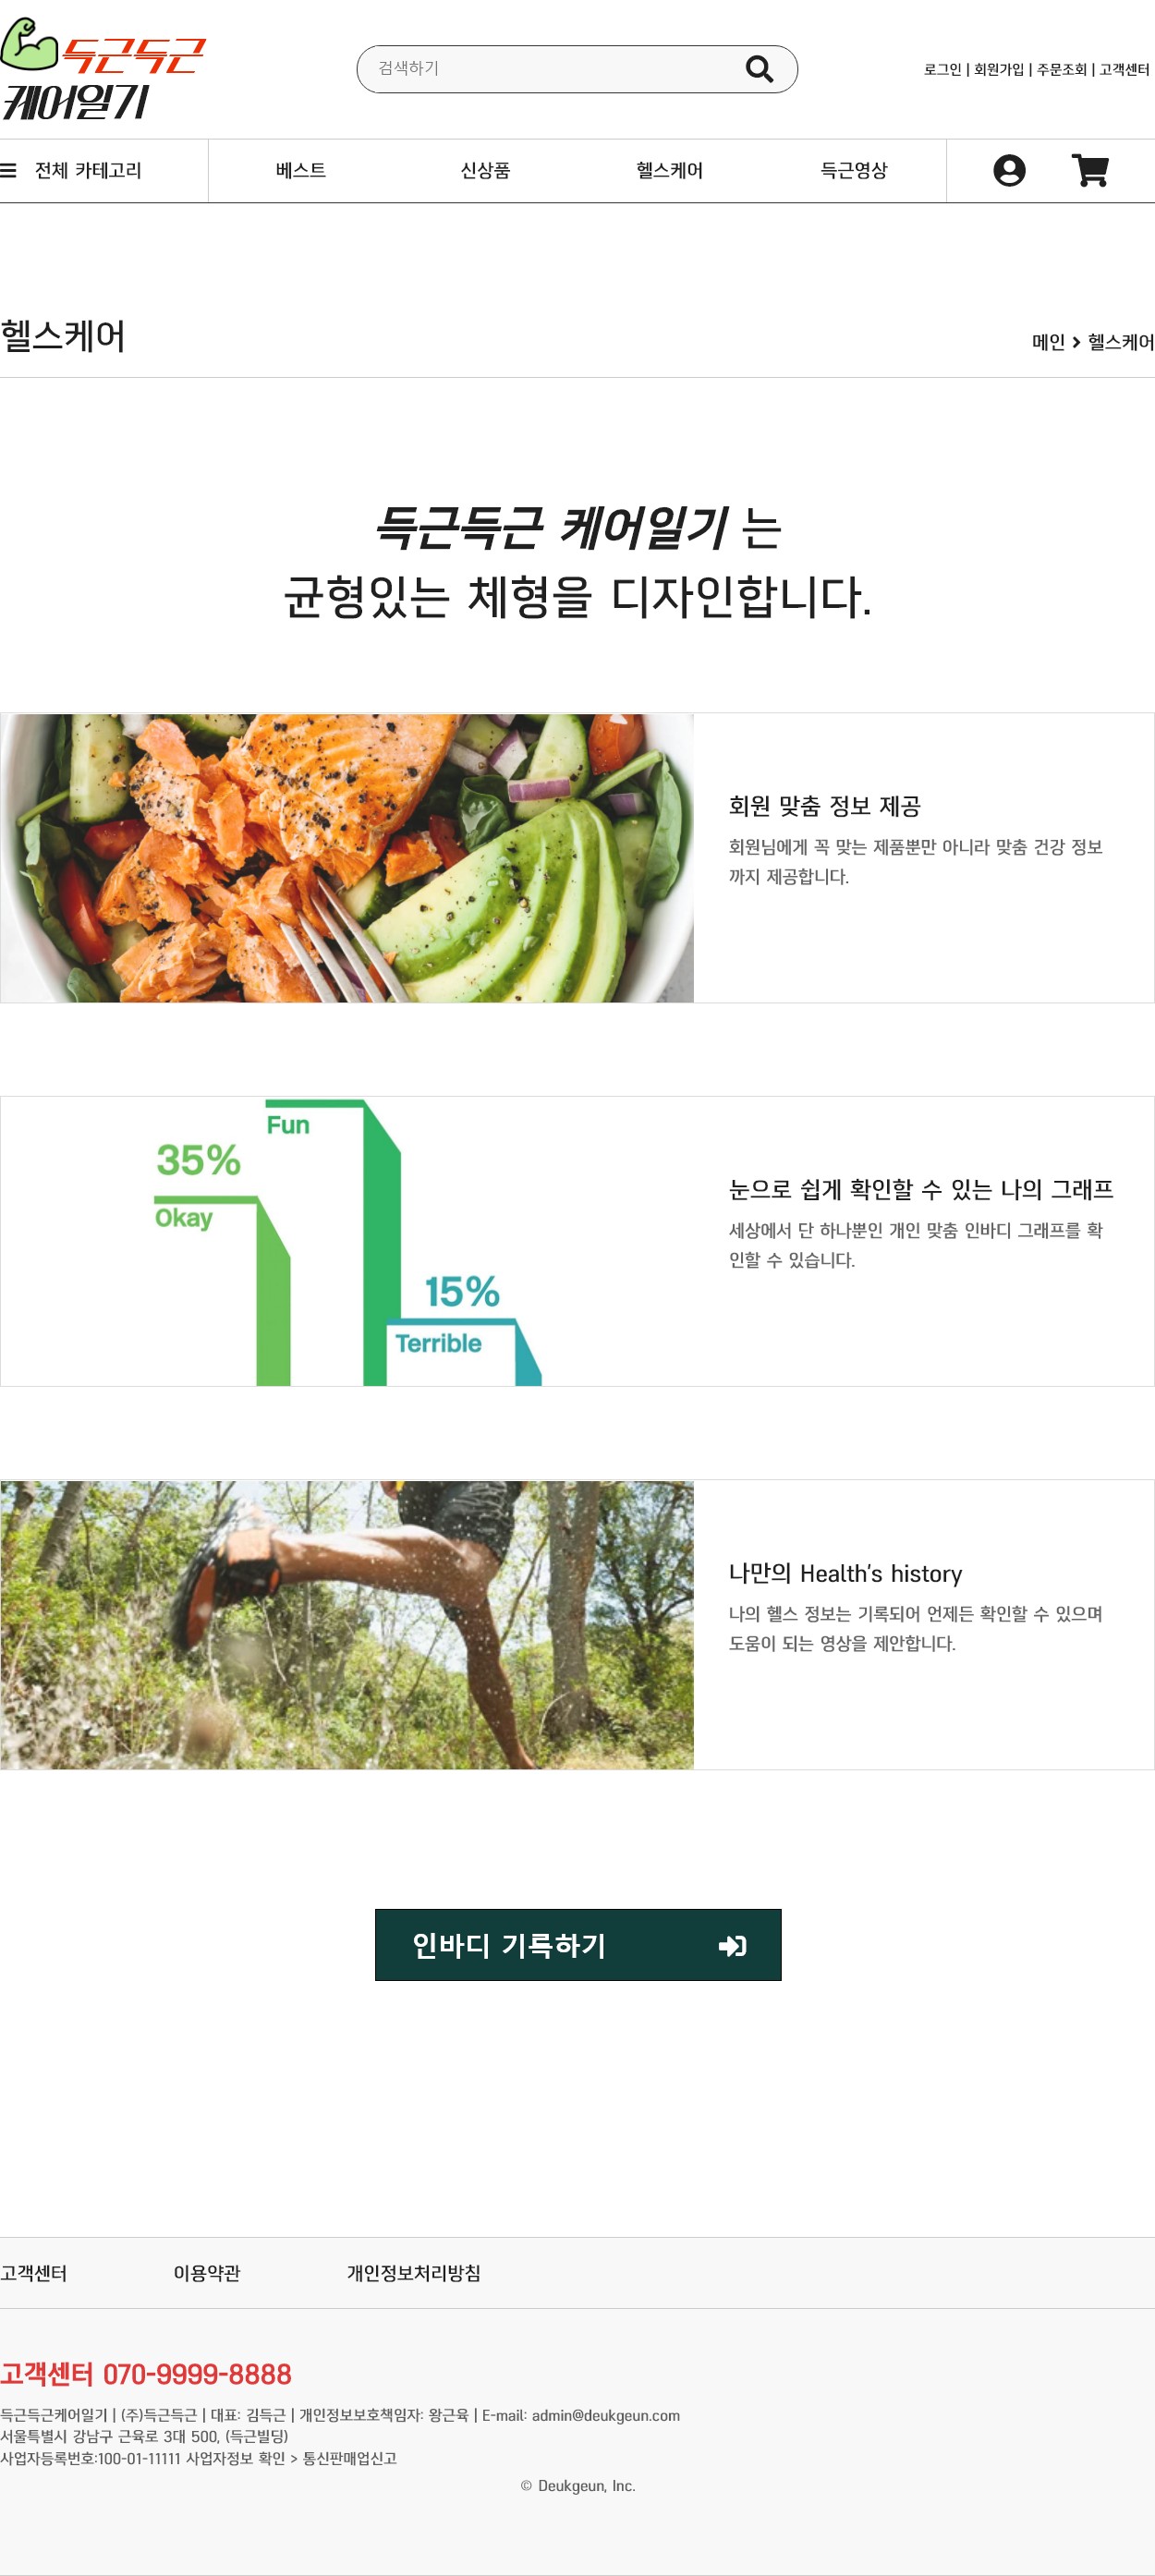 득근득근
케어일기
검색하기
로그인 | 회원가입 | 주문조회 | 고객센터
전체 카테고리
베스트
신상품
헬스케어
득근영상
헬스케어
메인 > 헬스케어
득근득근 케어일기 는
균형있는 체형을 디자인합니다.
회원 맞춤 정보 제공
회원님에게 꼭 맞는 제품뿐만 아니라 맞춤 건강 정보
까지 제공합니다.
Fun
35%
Okay
15%
Terrible
눈으로 쉽게 확인할 수 있는 나의 그래프
세상에서 단 하나뿐인 개인 맞춤 인바디 그래프를 확
인할 수 있습니다.
나만의 Health's history
나의 헬스 정보는 기록되어 언제든 확인할 수 있으며
도움이 되는 영상을 제안합니다.
인바디 기록하기
고객센터
이용약관
개인정보처리방침
고객센터 070-9999-8888
득근득근케어일기 | (주)득근득근 | 대표: 김득근 | 개인정보보호책임자: 왕근육 | E-mail: admin@deukgeun.com
서울특별시 강남구 근육로 3대 500, (득근빌딩)
사업자등록번호:100-01-11111 사업자정보 확인 > 통신판매업신고
© Deukgeun, Inc.